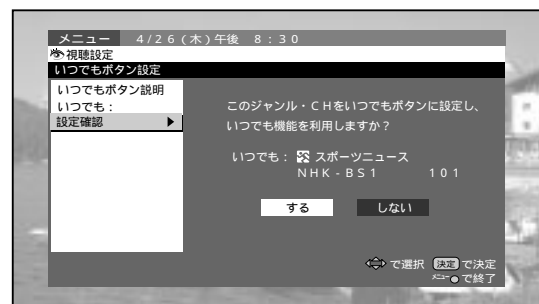 メニュー 4/26(木)午後 8:30
視聴設定
いつでもボタン設定
いつでもボタン説明
いつでも:
設定確認
このジャンル・CHをいつでもボタンに設定し、
いつでも機能を利用しますか?
いつでも: スポーツニュース
NHK-BS1 101
する しない
で選択 決定 で決定
メニュー で終了